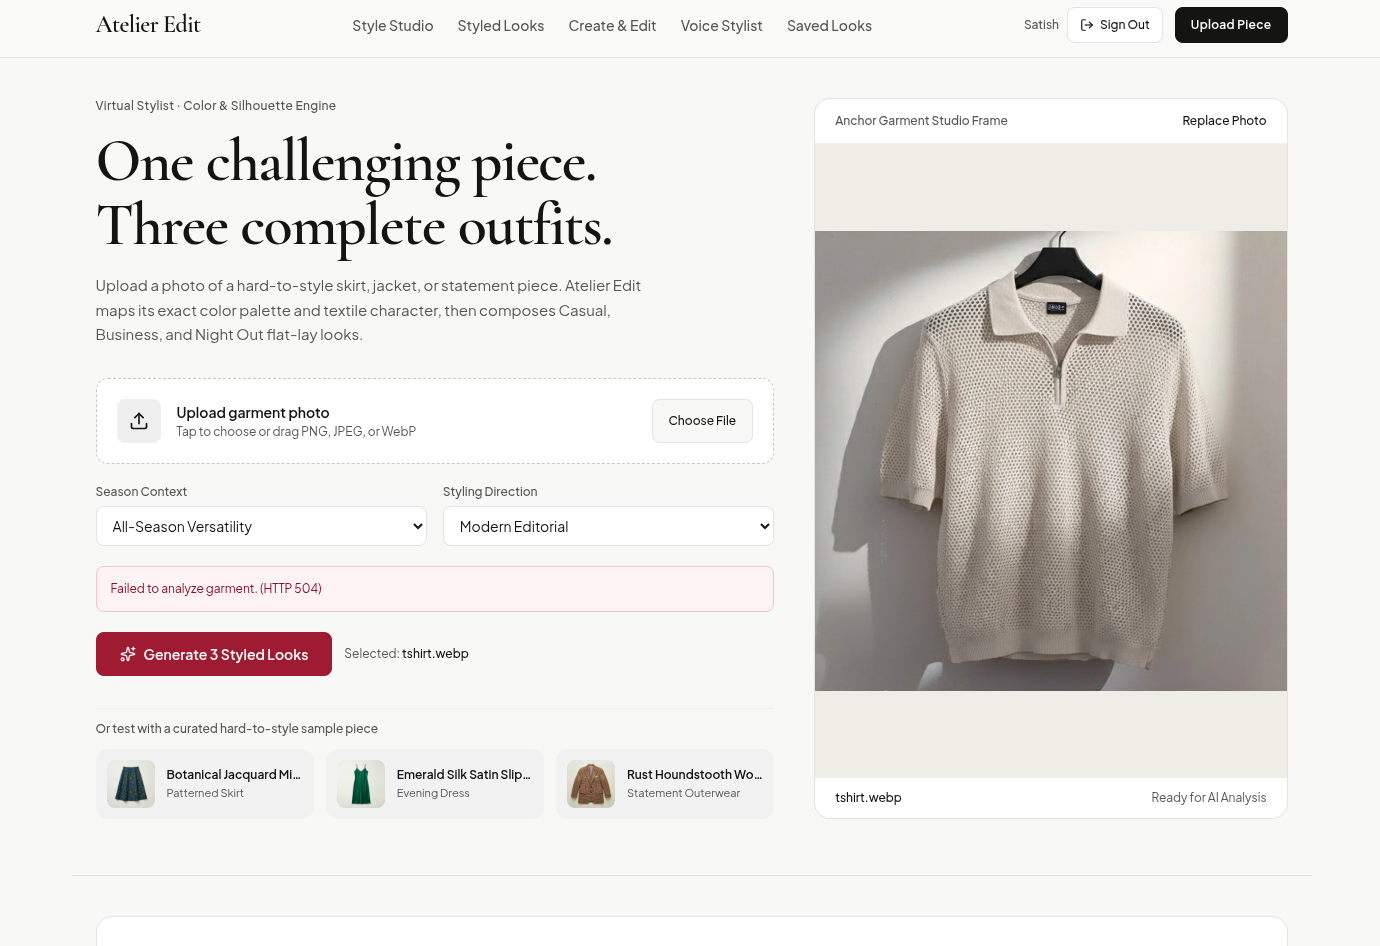 Atelier Edit
Style Studio
Styled Looks
Create & Edit
Voice Stylist
Saved Looks
Satish
Sign Out
Upload Piece
Virtual Stylist · Color & Silhouette Engine
One challenging piece.
Three complete outfits.
Upload a photo of a hard-to-style skirt, jacket, or statement piece. Atelier Edit
maps its exact color palette and textile character, then composes Casual,
Business, and Night Out flat-lay looks.
Upload garment photo
Tap to choose or drag PNG, JPEG, or WebP
Choose File
Season Context
Styling Direction
All-Season Versatility
Modern Editorial
Failed to analyze garment. (HTTP 504)
Generate 3 Styled Looks
Selected: tshirt.webp
Or test with a curated hard-to-style sample piece
Botanical Jacquard Mi...
Patterned Skirt
Emerald Silk Satin Slip...
Evening Dress
Rust Houndstooth Wo...
Statement Outerwear
Anchor Garment Studio Frame
Replace Photo
tshirt.webp
Ready for AI Analysis